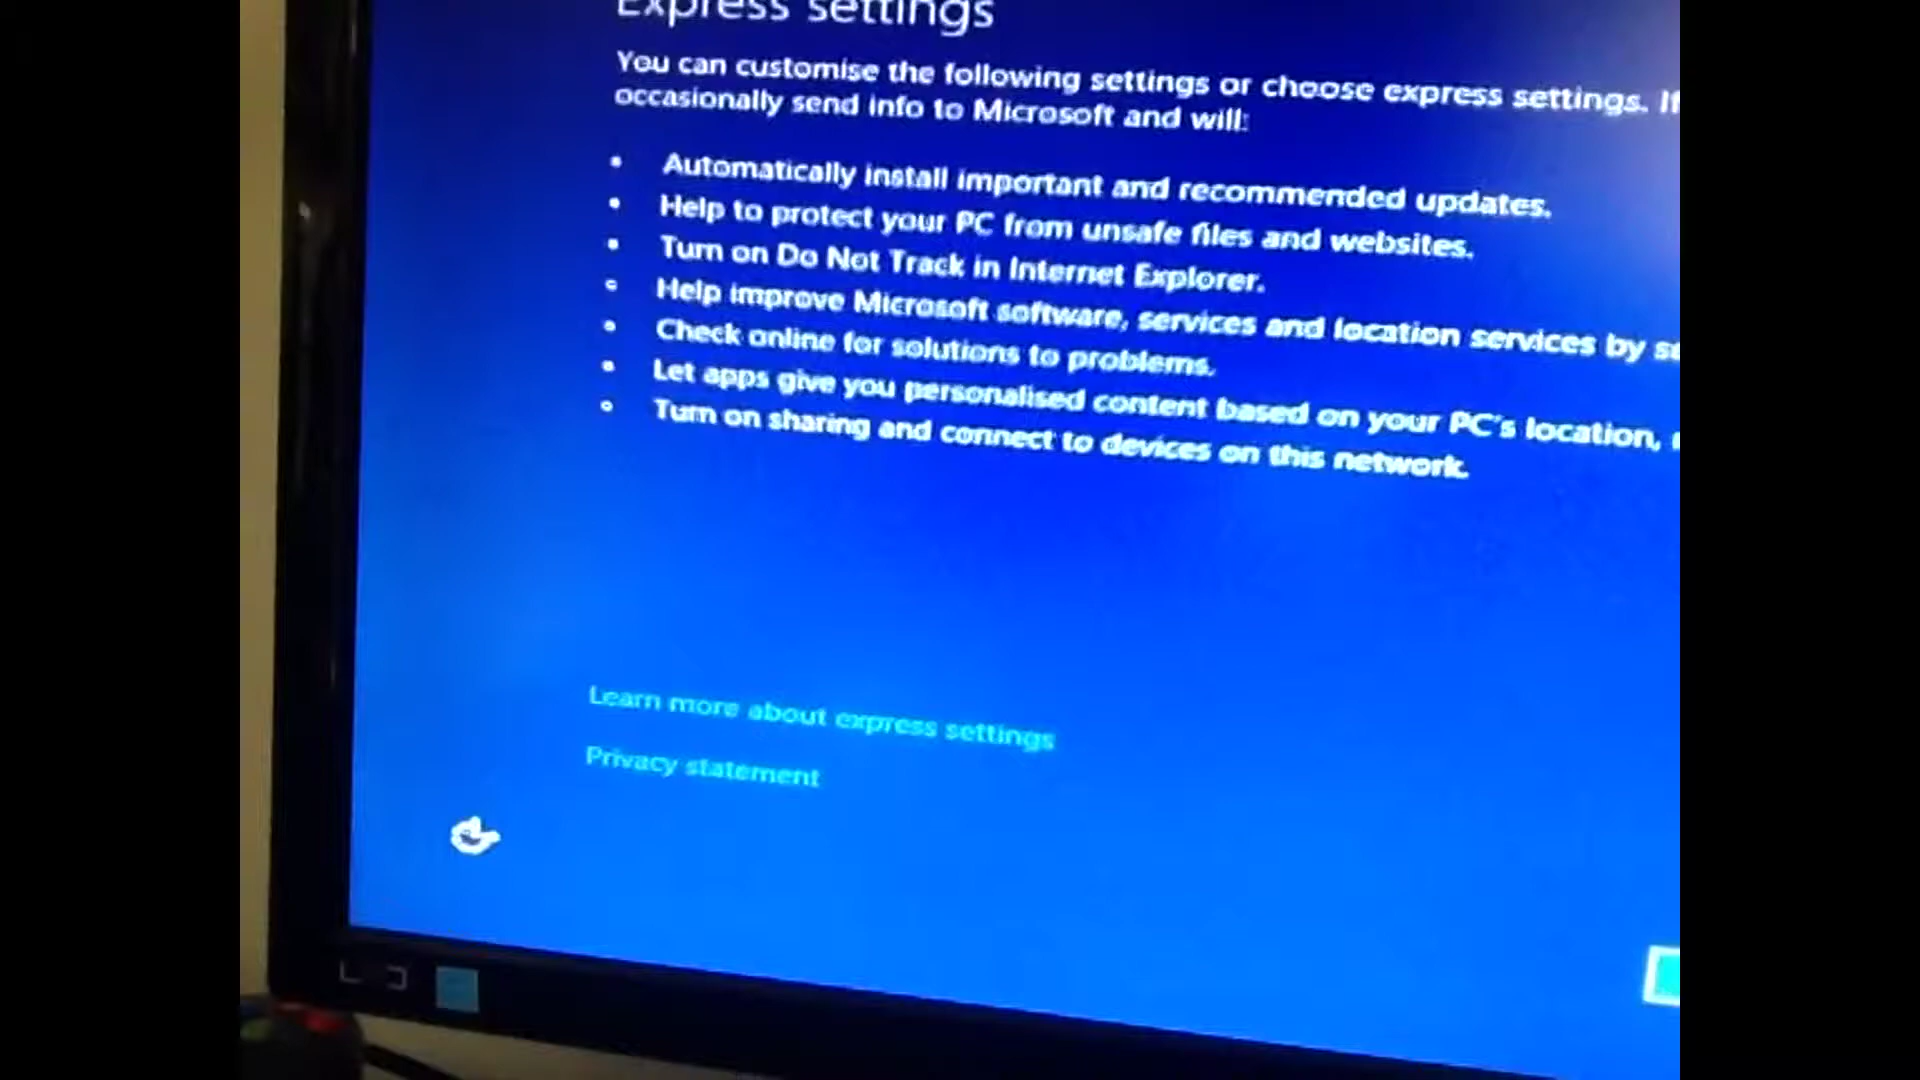 Express settings
You can customise the following settings or choose express settings. If
occasionally send info to Microsoft and will:
• Automatically install important and recommended updates.
• Help to protect your PC from unsafe files and websites.
• Turn on Do Not Track in Internet Explorer.
• Help improve Microsoft software, services and location services by
• Check online for solutions to problems.
• Let apps give you personalised content based on your PC's location,
• Turn on sharing and connect to devices on this network.
Learn more about express settings
Privacy statement